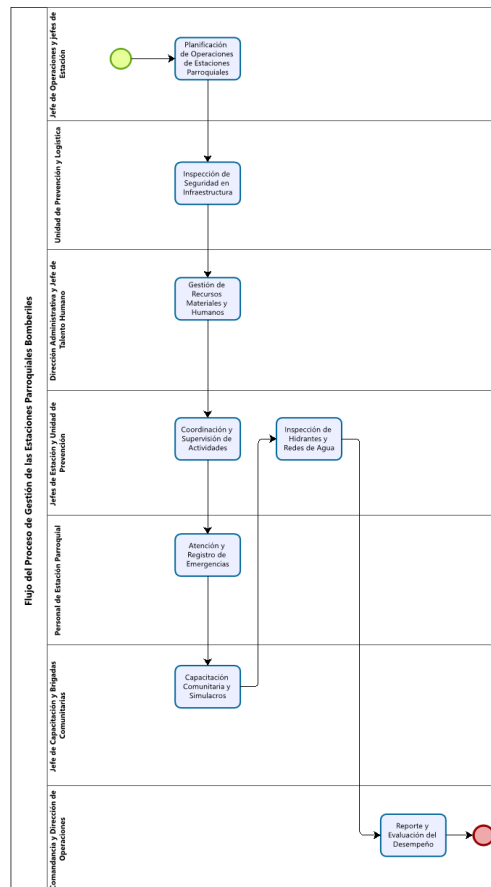 Flujo del Proceso de Gestión de las Estaciones Parroquiales Bomberiles
Jefe de Operaciones y jefes de
Estación
Planificación
de Operaciones
de Estaciones
Parroquiales
Unidad de Prevención y Logística
Inspección de
Seguridad en
Infraestructura
Dirección Administrativa y Jefe de
Talento Humano
Gestión de
Recursos
Materiales y
Humanos
Jefes de Estación y Unidad de
Prevención
Coordinación y
Supervisión de
Actividades
Inspección de
Hidrantes y
Redes de Agua
Personal de Estación Parroquial
Atención y
Registro de
Emergencias
Jefe de Capacitación y Brigadas
Comunitarias
Capacitación
Comunitaria y
Simulacros
Comandancia y Dirección de
Operaciones
Reporte y
Evaluación del
Desempeño